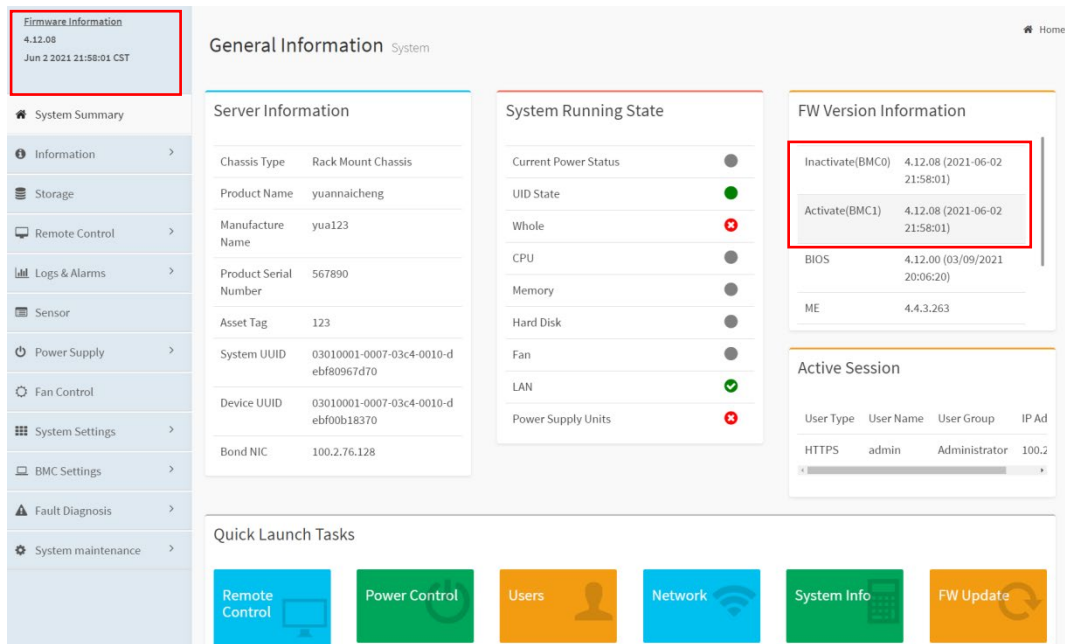 Firmware Information
4.12.08
Jun 2 2021 21:58:01 CST
System Summary
Information
Storage
Remote Control
Logs & Alarms
Sensor
Power Supply
Fan Control
System Settings
BMC Settings
Fault Diagnosis
System maintenance
Home
General Information System
Server Information
Chassis Type Rack Mount Chassis
Product Name yuannaicheng
Manufacture yua123
Name
Product Serial 567890
Number
Asset Tag 123
System UUID 03010001-0007-03c4-0010-d
ebf80967d70
Device UUID 03010001-0007-03c4-0010-d
ebf00b18370
Bond NIC 100.2.76.128
System Running State
Current Power Status
UID State
Whole
CPU
Memory
Hard Disk
Fan
LAN
Power Supply Units
FW Version Information
Inactivate(BMC0) 4.12.08 (2021-06-02
21:58:01)
Activate(BMC1) 4.12.08 (2021-06-02
21:58:01)
BIOS 4.12.00 (03/09/2021
20:06:20)
ME 4.4.3.263
Active Session
User Type User Name User Group IP Ad
HTTPS admin Administrator 100.2
Quick Launch Tasks
Remote
Control
Power Control
Users
Network
System Info
FW Update